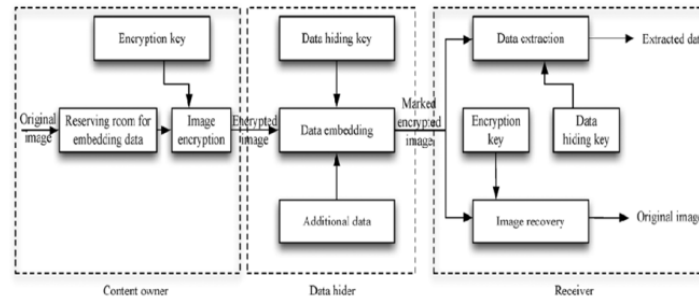 Encryption key
Data hiding key
Data extraction
Extracted dat
Original
image
Reserving room for
embedding data
Image
encryption
Encrypted
image
Data embedding
Marked
encrypted
image
Encryption
key
Data
hiding key
Additional data
Image recovery
Original imag
Content owner
Data hider
Receiver